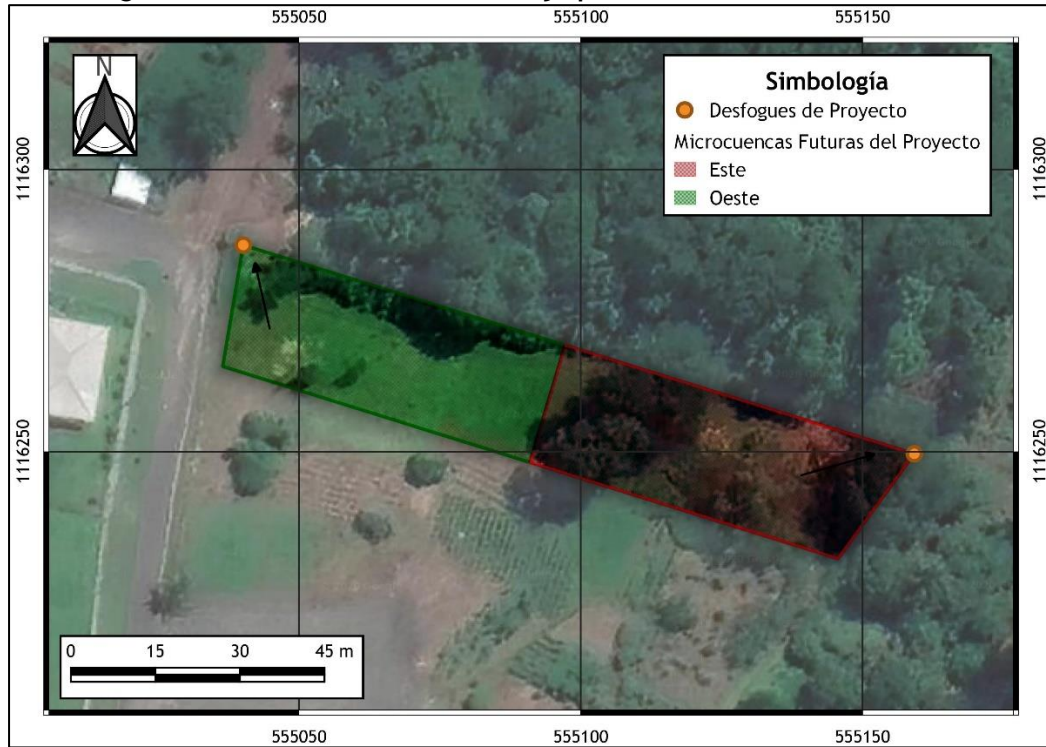 555050
555100
555150
N
Simbología
Desfogues de Proyecto
Microcuencas Futuras del Proyecto
Este
Oeste
1116300
1116300
1116250
1116250
0 15 30 45 m
555050
555100
555150